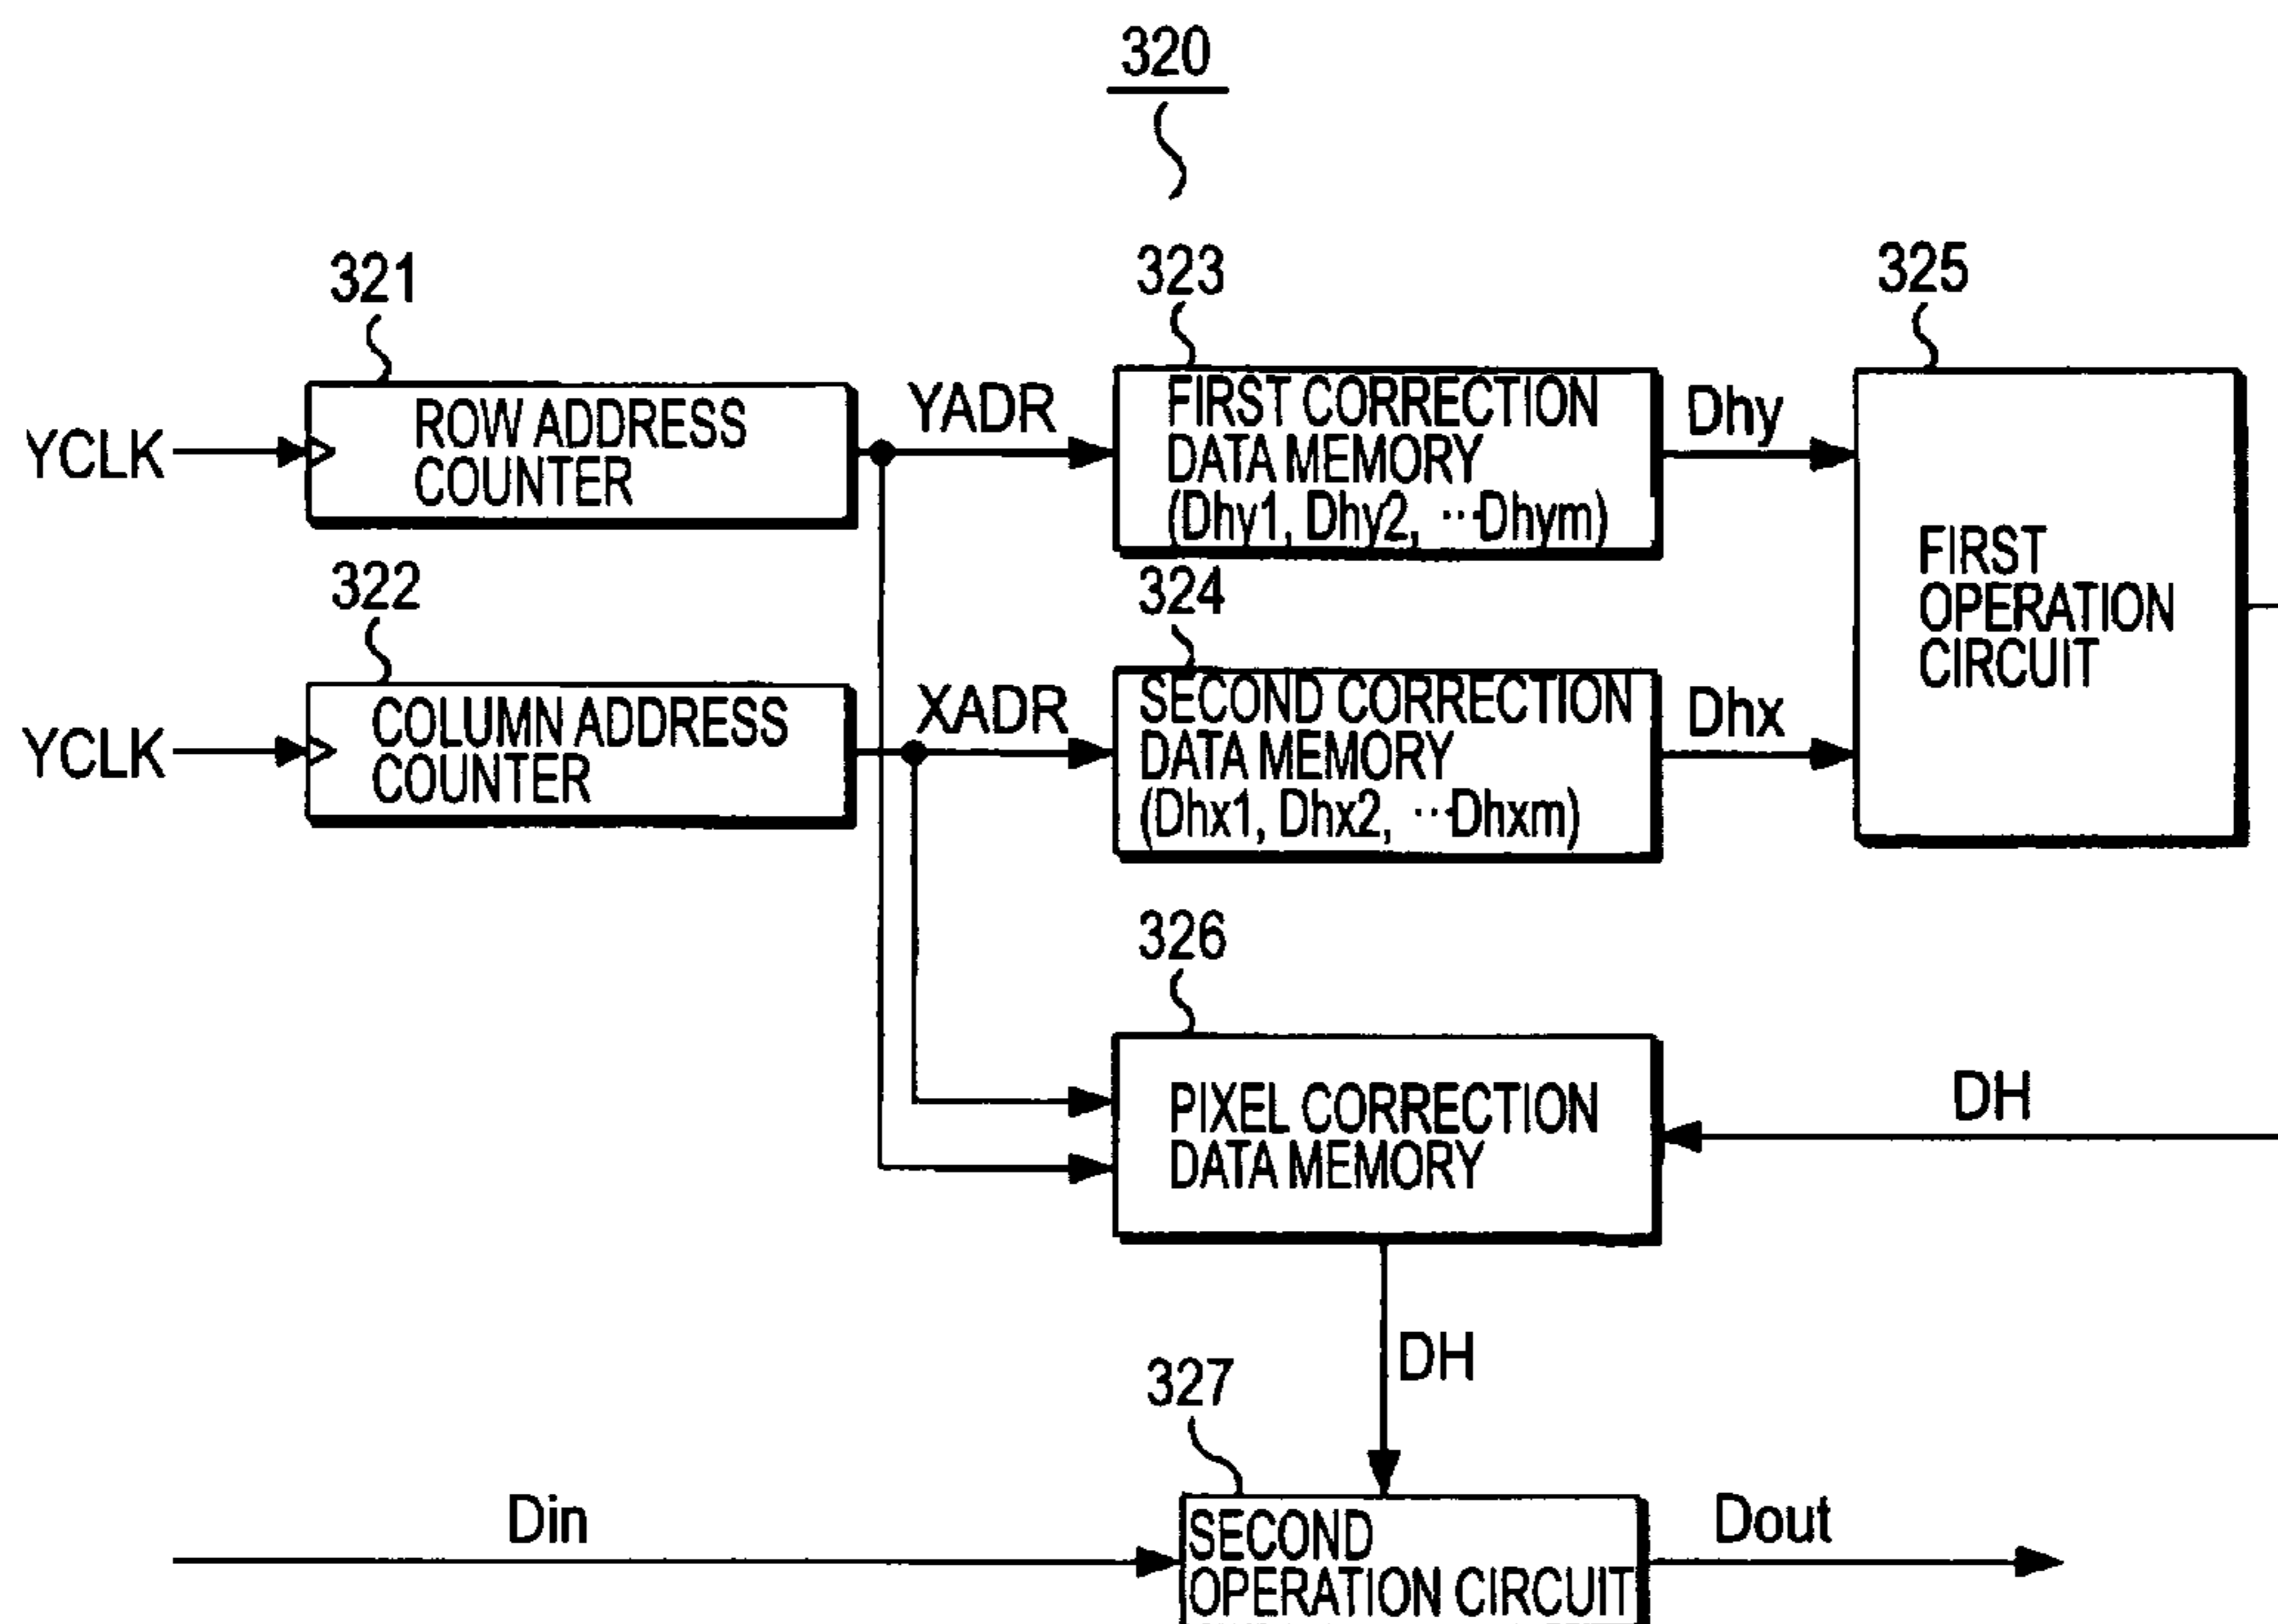 320
321
323
325
YCLK
ROW ADDRESS
COUNTER
YADR
FIRST CORRECTION
DATA MEMORY
(Dhy1, Dhy2, ···Dhym)
Dhy
FIRST
OPERATION
CIRCUIT
322
324
YCLK
COLUMN ADDRESS
COUNTER
XADR
SECOND CORRECTION
DATA MEMORY
(Dhx1, Dhx2, ···Dhxm)
Dhx
326
PIXEL CORRECTION
DATA MEMORY
DH
DH
327
Din
SECOND
OPERATION CIRCUIT
Dout